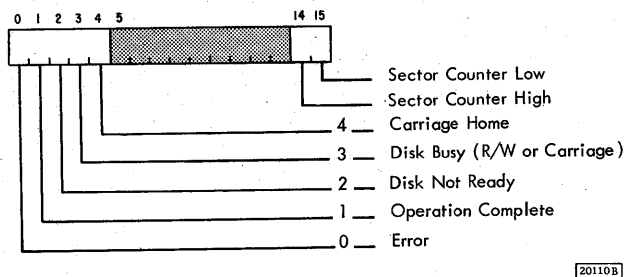 0 1 2 3 4 5 14 15
Sector Counter Low
Sector Counter High
4 Carriage Home
3 Disk Busy (R/W or Carriage)
2 Disk Not Ready
1 Operation Complete
0 Error
20110B